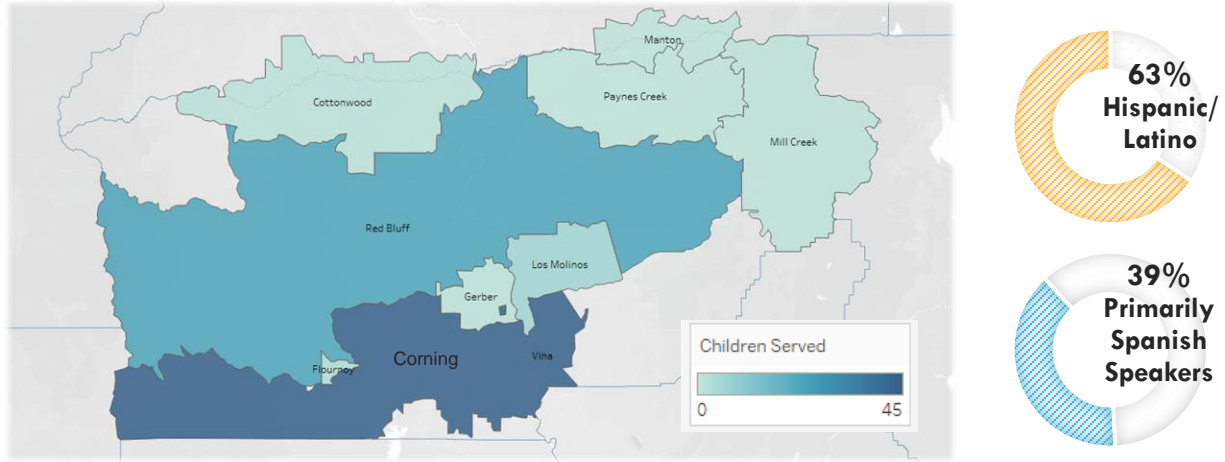 Manton
Cottonwood
Paynes Creek
Mill Creek
Red Bluff
Los Molinos
Gerber
Vina
Corning
Flournoy
Children Served
0 45
63%
Hispanic/
Latino
39%
Primarily
Spanish
Speakers